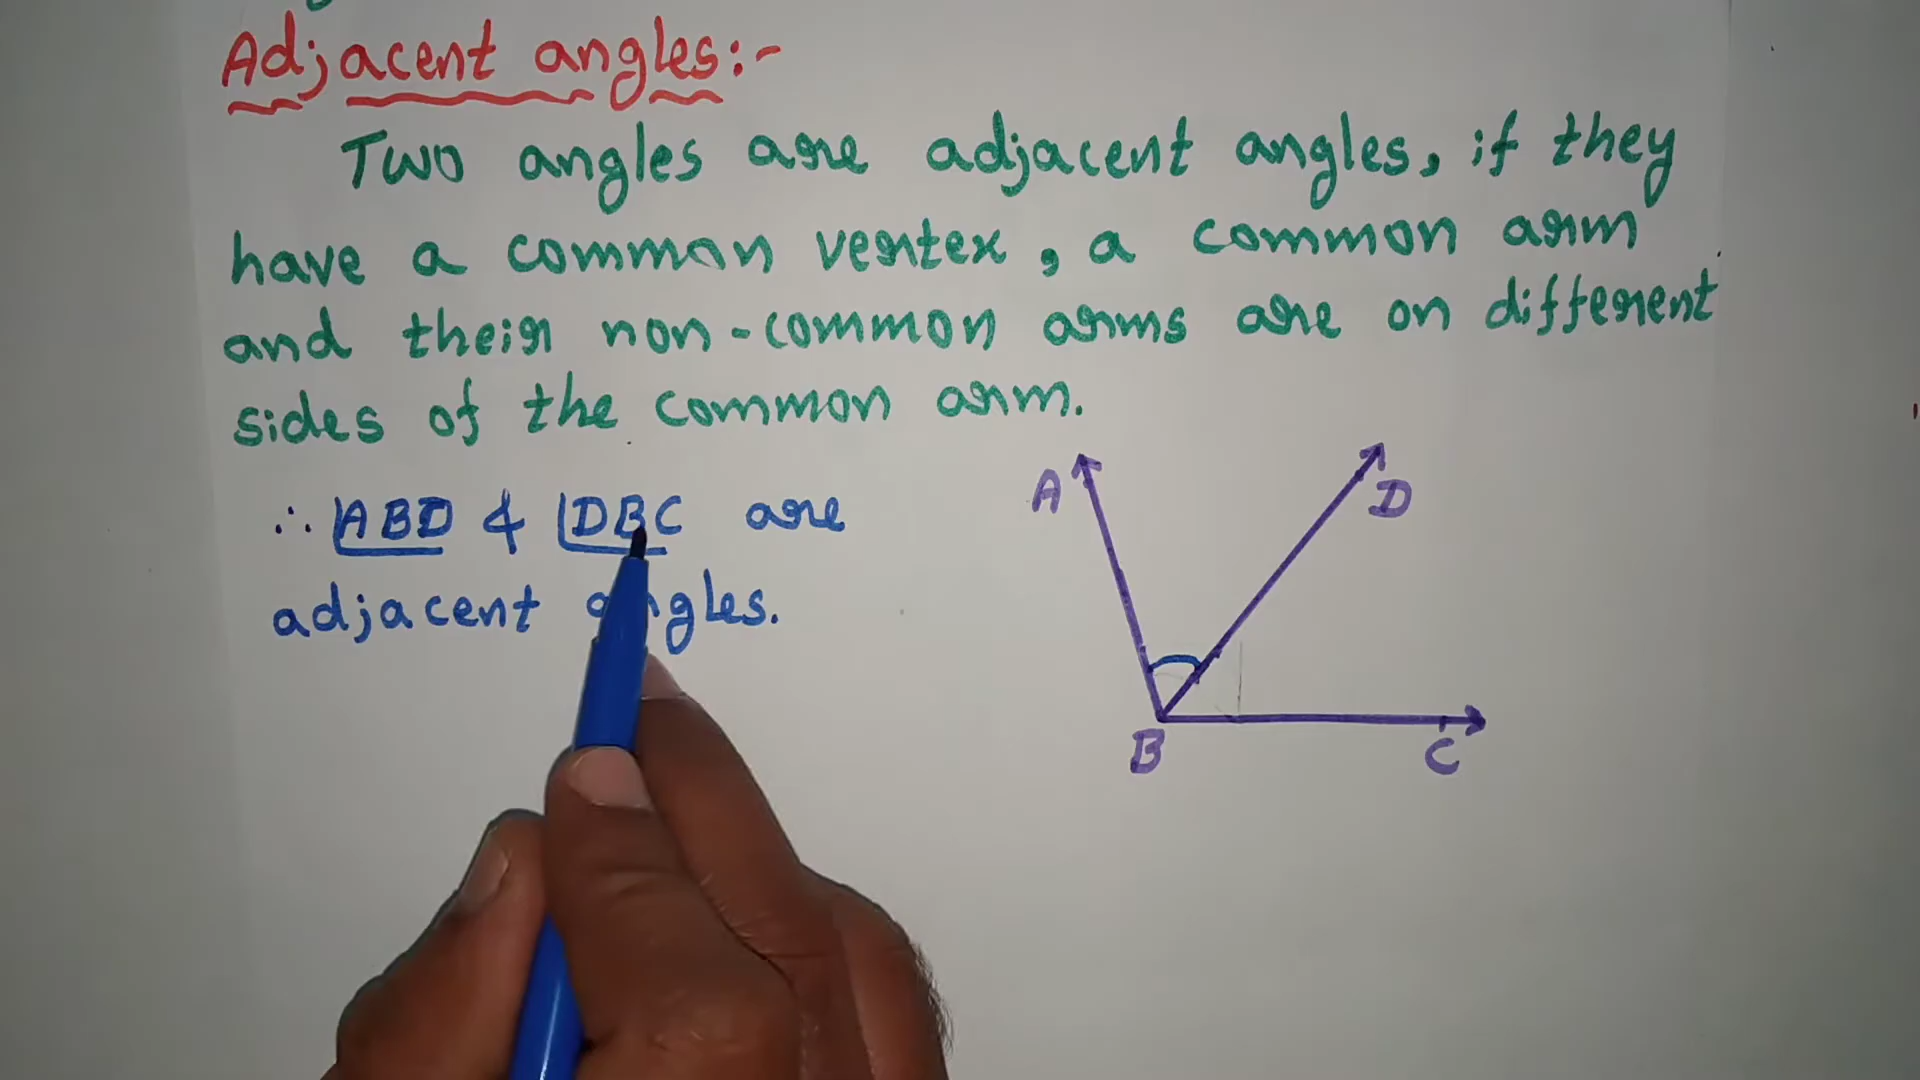 Adjacent angles:-
Two angles are adjacent angles, if they
have a common vertex, a common arm
and their non-common arms are on different
sides of the common arm.
∴ ∠ABD & ∠DBC are
adjacent angles.
A
D
B
C